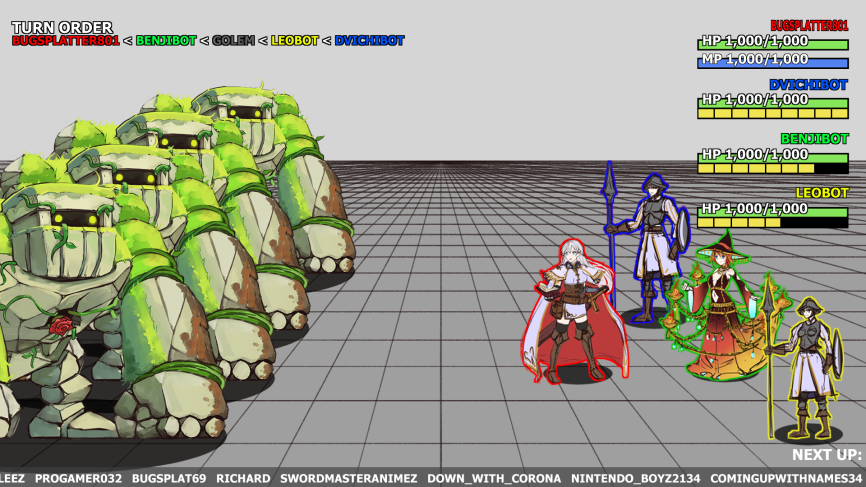 TURN ORDER
BUGSPLATTER801 < BENJIBOT < GOLEM < LEOBOT < DVICHIBOT
BUGSPLATTER801
HP 1,000/1,000
MP 1,000/1,000
DVICHIBOT
HP 1,000/1,000
BENJIBOT
HP 1,000/1,000
LEOBOT
HP 1,000/1,000
NEXT UP:
LEEZ PROGAMER032 BUGSPLAT69 RICHARD SWORDMASTERANIMEZ DOWN_WITH_CORONA NINTENDO_BOYZ2134 COMINGUPWITHNAMES34